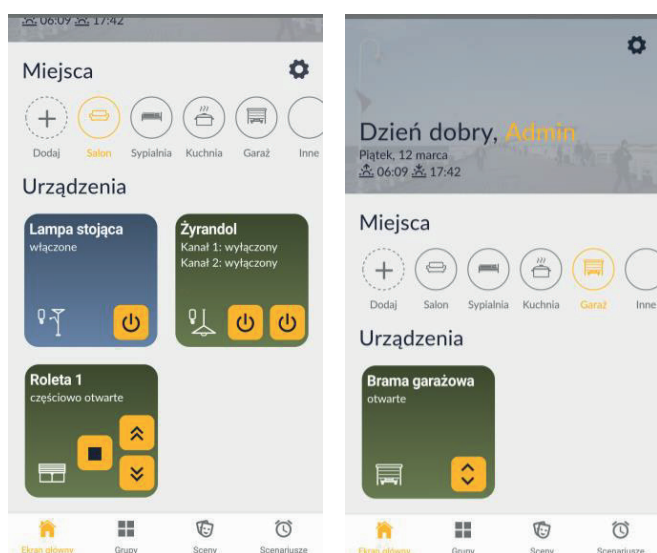 06:09 17:42
Miejsca
Dodaj Salon Sypialnia Kuchnia Garaż Inne
Urządzenia
Lampa stojąca
włączone
Żyrandol
Kanał 1: wyłączony
Kanał 2: wyłączony
Roleta 1
częściowo otwarte
Ekran główny Grupy Sceny Scenariusze
Dzień dobry, Admin
Piątek, 12 marca
06:09 17:42
Miejsca
Dodaj Salon Sypialnia Kuchnia Garaż Inne
Urządzenia
Brama garażowa
otwarte
Ekran główny Grupy Sceny Scenariusze